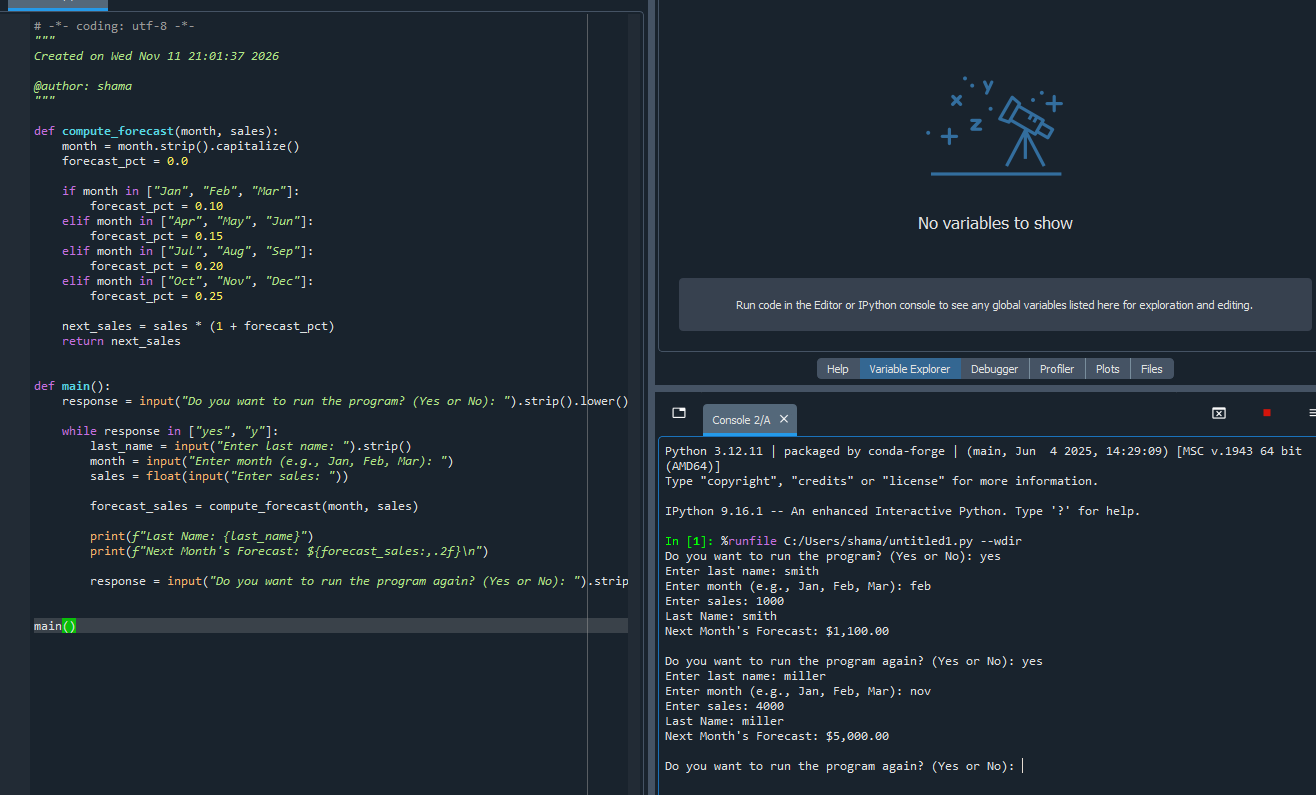 # -*- coding: utf-8 -*-
"""
Created on Wed Nov 11 21:01:37 2026

@author: shama
"""

def compute_forecast(month, sales):
    month = month.strip().capitalize()
    forecast_pct = 0.0

    if month in ["Jan", "Feb", "Mar"]:
        forecast_pct = 0.10
    elif month in ["Apr", "May", "Jun"]:
        forecast_pct = 0.15
    elif month in ["Jul", "Aug", "Sep"]:
        forecast_pct = 0.20
    elif month in ["Oct", "Nov", "Dec"]:
        forecast_pct = 0.25

    next_sales = sales * (1 + forecast_pct)
    return next_sales


def main():
    response = input("Do you want to run the program? (Yes or No): ").strip().lower()

    while response in ["yes", "y"]:
        last_name = input("Enter last name: ").strip()
        month = input("Enter month (e.g., Jan, Feb, Mar): ")
        sales = float(input("Enter sales: "))

        forecast_sales = compute_forecast(month, sales)

        print(f"Last Name: {last_name}")
        print(f"Next Month's Forecast: ${forecast_sales:,.2f}\n")

        response = input("Do you want to run the program again? (Yes or No): ").strip


main()
x y z
No variables to show
Run code in the Editor or IPython console to see any global variables listed here for exploration and editing.
Help Variable Explorer Debugger Profiler Plots Files
Console 2/A
Python 3.12.11 | packaged by conda-forge | (main, Jun  4 2025, 14:29:09) [MSC v.1943 64 bit
(AMD64)]
Type "copyright", "credits" or "license" for more information.

IPython 9.16.1 -- An enhanced Interactive Python. Type '?' for help.

In [1]: %runfile C:/Users/shama/untitled1.py --wdir
Do you want to run the program? (Yes or No): yes
Enter last name: smith
Enter month (e.g., Jan, Feb, Mar): feb
Enter sales: 1000
Last Name: smith
Next Month's Forecast: $1,100.00

Do you want to run the program again? (Yes or No): yes
Enter last name: miller
Enter month (e.g., Jan, Feb, Mar): nov
Enter sales: 4000
Last Name: miller
Next Month's Forecast: $5,000.00

Do you want to run the program again? (Yes or No):